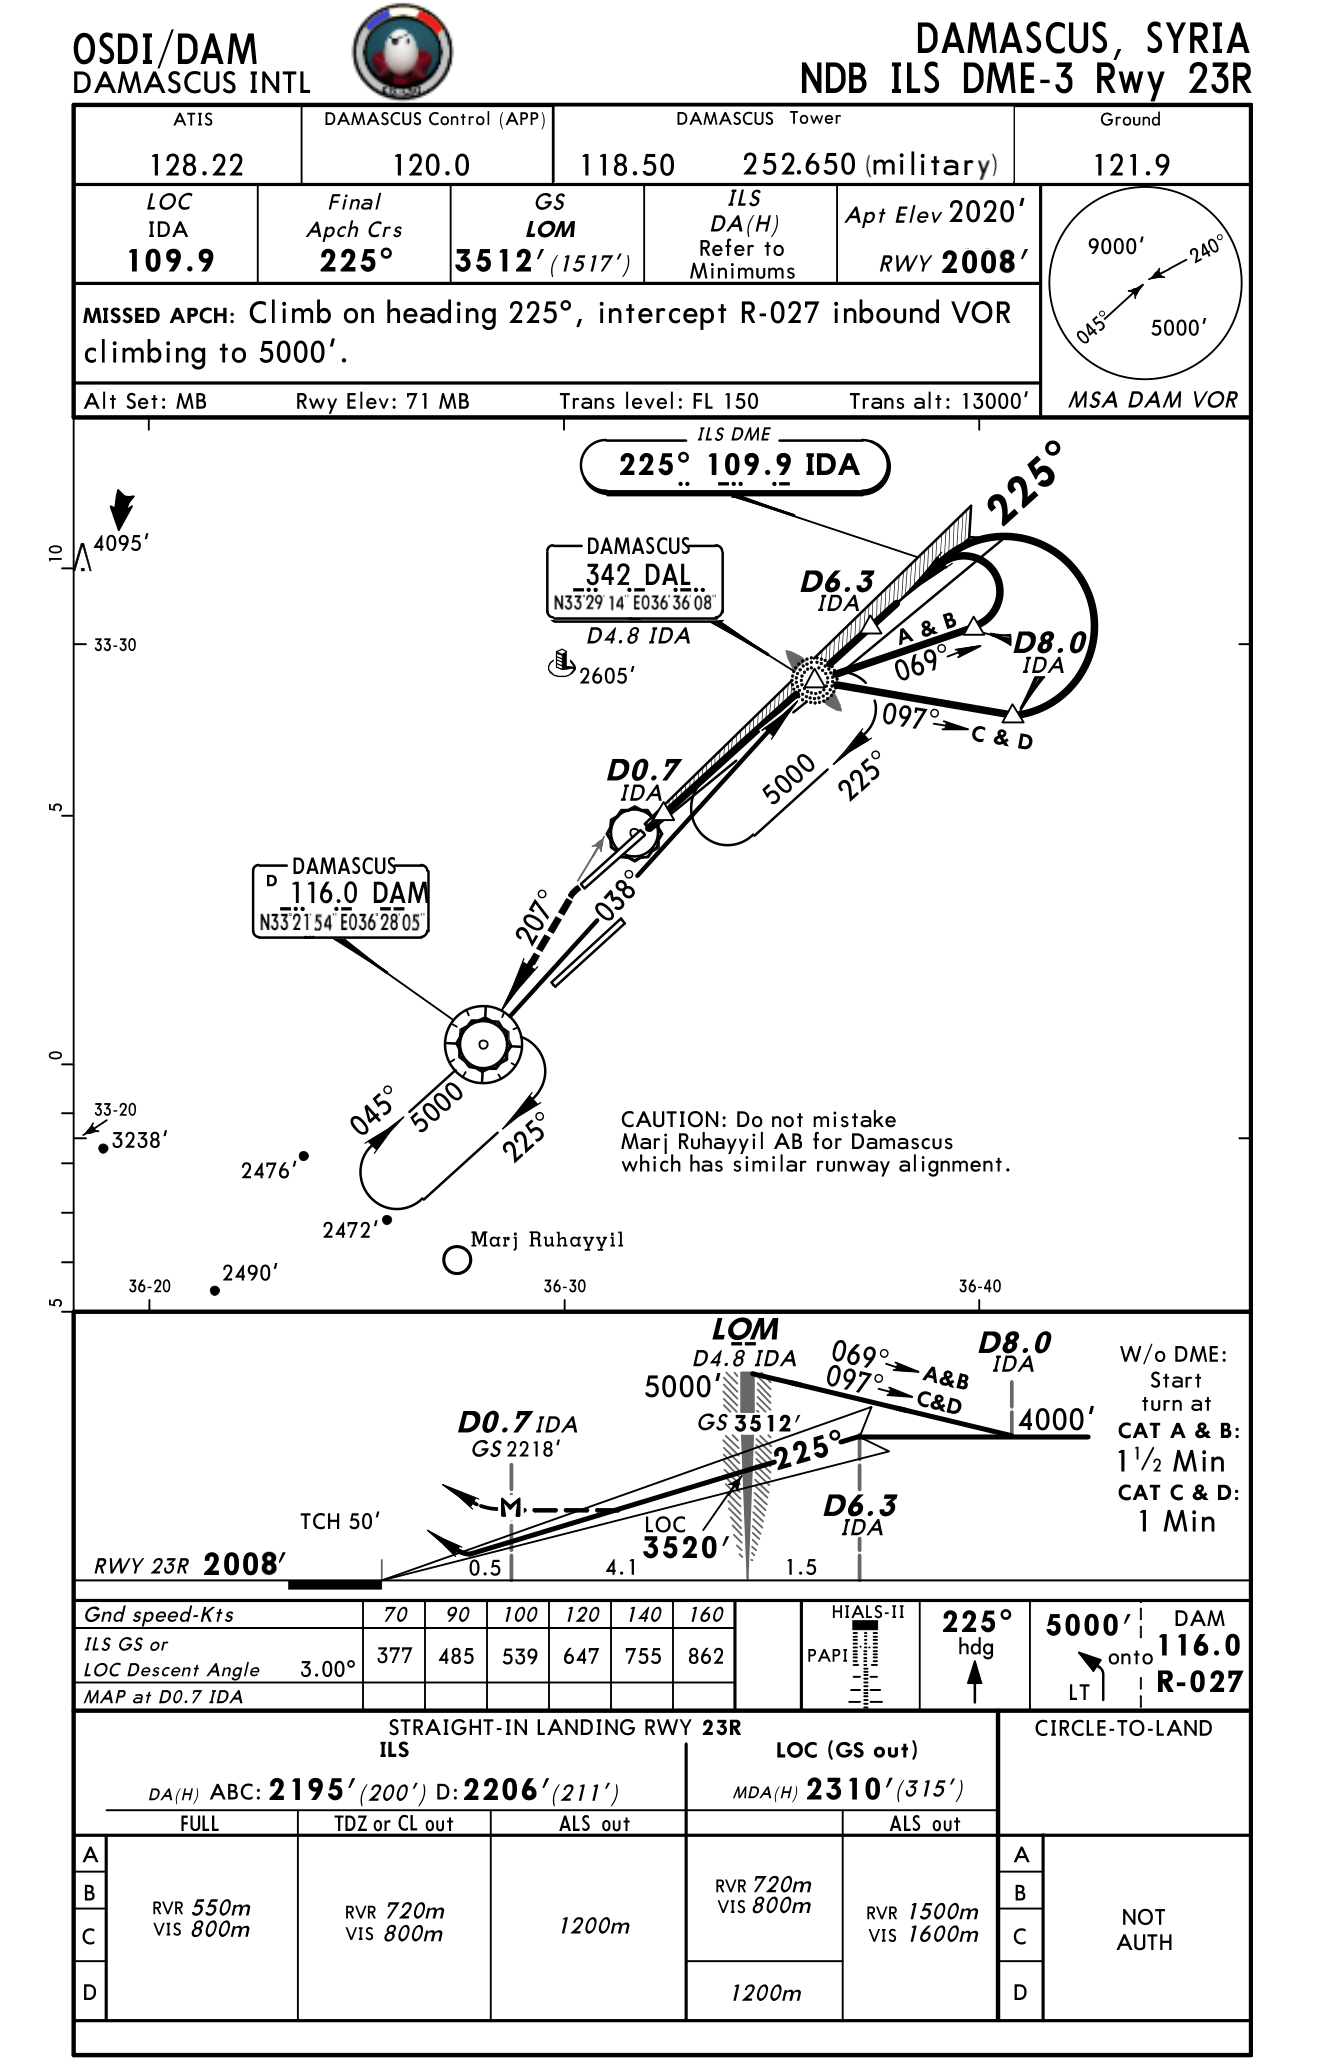 OSDI/DAM
DAMASCUS INTL
DAMASCUS, SYRIA
NDB ILS DME-3 Rwy 23R
ATIS
128.22
DAMASCUS Control (APP)
120.0
DAMASCUS Tower
118.50 252.650 (military)
Ground
121.9
LOC
IDA
109.9
Final
Apch Crs
225°
GS
LOM
3512' (1517')
ILS
DA(H)
Refer to
Minimums
Apt Elev 2020'
RWY 2008'
MISSED APCH: Climb on heading 225°, intercept R-027 inbound VOR
climbing to 5000'.
Alt Set: MB Rwy Elev: 71 MB Trans level: FL 150 Trans alt: 13000'
9000'
240°
045°
5000'
MSA DAM VOR
ILS DME
225° 109.9 IDA
225°
4095'
10
DAMASCUS
342 DAL
N33°29'14" E036°36'08"
D4.8 IDA
D6.3
IDA
A & B
069°
D8.0
IDA
33-30
2605'
097°
C & D
5000
225°
D0.7
IDA
5
DAMASCUS
D 116.0 DAM
N33°21'54" E036°28'05"
207°
038°
0
045°
5000
225°
33-20
3238'
2476'
2472'
2490'
CAUTION: Do not mistake
Marj Ruhayyil AB for Damascus
which has similar runway alignment.
Marj Ruhayyil
5
36-20
36-30
36-40
LOM
D4.8 IDA
5000'
GS 3512'
069° A&B
097° C&D
D8.0
IDA
4000'
W/o DME:
Start
turn at
CAT A & B:
1 1/2 Min
CAT C & D:
1 Min
D0.7 IDA
GS 2218'
M
225°
D6.3
IDA
TCH 50'
LOC
3520'
RWY 23R 2008'
0.5
4.1
1.5
Gnd speed-Kts 70 90 100 120 140 160
ILS GS or
LOC Descent Angle 3.00° 377 485 539 647 755 862
MAP at D0.7 IDA
HIALS-II
PAPI
225°
hdg
5000'
LT
onto
DAM
116.0
R-027
STRAIGHT-IN LANDING RWY 23R
CIRCLE-TO-LAND
ILS
LOC (GS out)
DA(H) ABC: 2195' (200') D: 2206' (211')
MDA(H) 2310' (315')
FULL
TDZ or CL out
ALS out
ALS out
A
B
C
D
RVR 550m
VIS 800m
RVR 720m
VIS 800m
1200m
RVR 720m
VIS 800m
1200m
RVR 1500m
VIS 1600m
A
B
C
D
NOT
AUTH